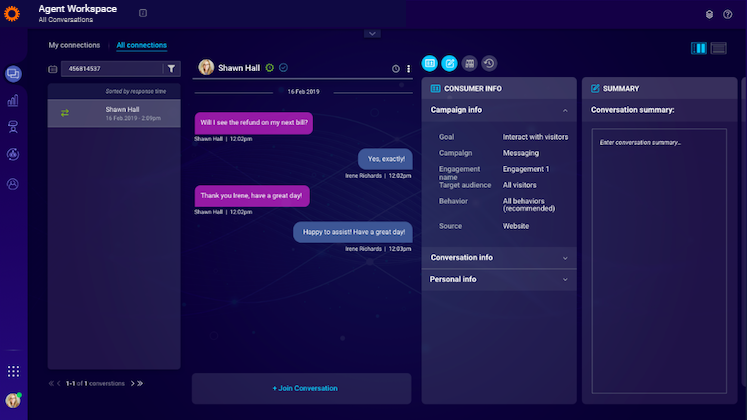 Agent Workspace
All Conversations
My connections
All connections
456814537
Sorted by response time
Shawn Hall
16 Feb 2019 - 2:09pm
1-1 of 1 converstions
Shawn Hall
16 Feb 2019
Will I see the refund on my next bill?
Shawn Hall | 12:02pm
Yes, exactly!
Irene Richards | 12:02pm
Thank you Irene, have a great day!
Shawn Hall | 12:02pm
Happy to assist! Have a great day!
Irene Richards | 12:03pm
+ Join Conversation
CONSUMER INFO
Campaign info
Goal Interact with visitors
Campaign Messaging
Engagement name Engagement 1
Target audience All visitors
Behavior All behaviors (recommended)
Source Website
Conversation info
Personal info
SUMMARY
Conversation summary:
Enter conversation summary...